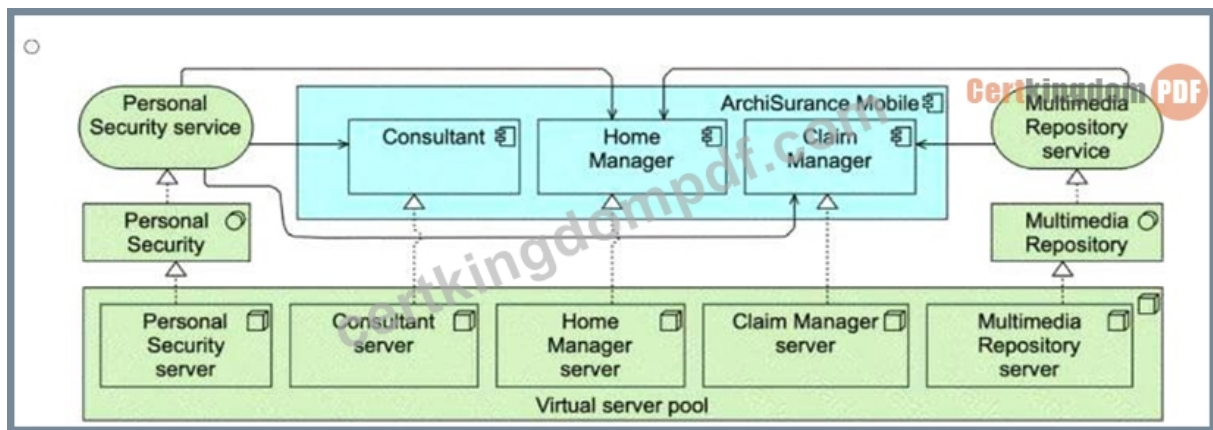 Certkingdom PDF
Personal
Security service
ArchiSurance Mobile
Multimedia
Repository
service
Consultant
Home
Manager
Claim
Manager
Personal
Security
Multimedia
Repository
certkingdompdf.com
Personal
Security
server
Consultant
server
Home
Manager
server
Claim Manager
server
Multimedia
Repository
server
Virtual server pool